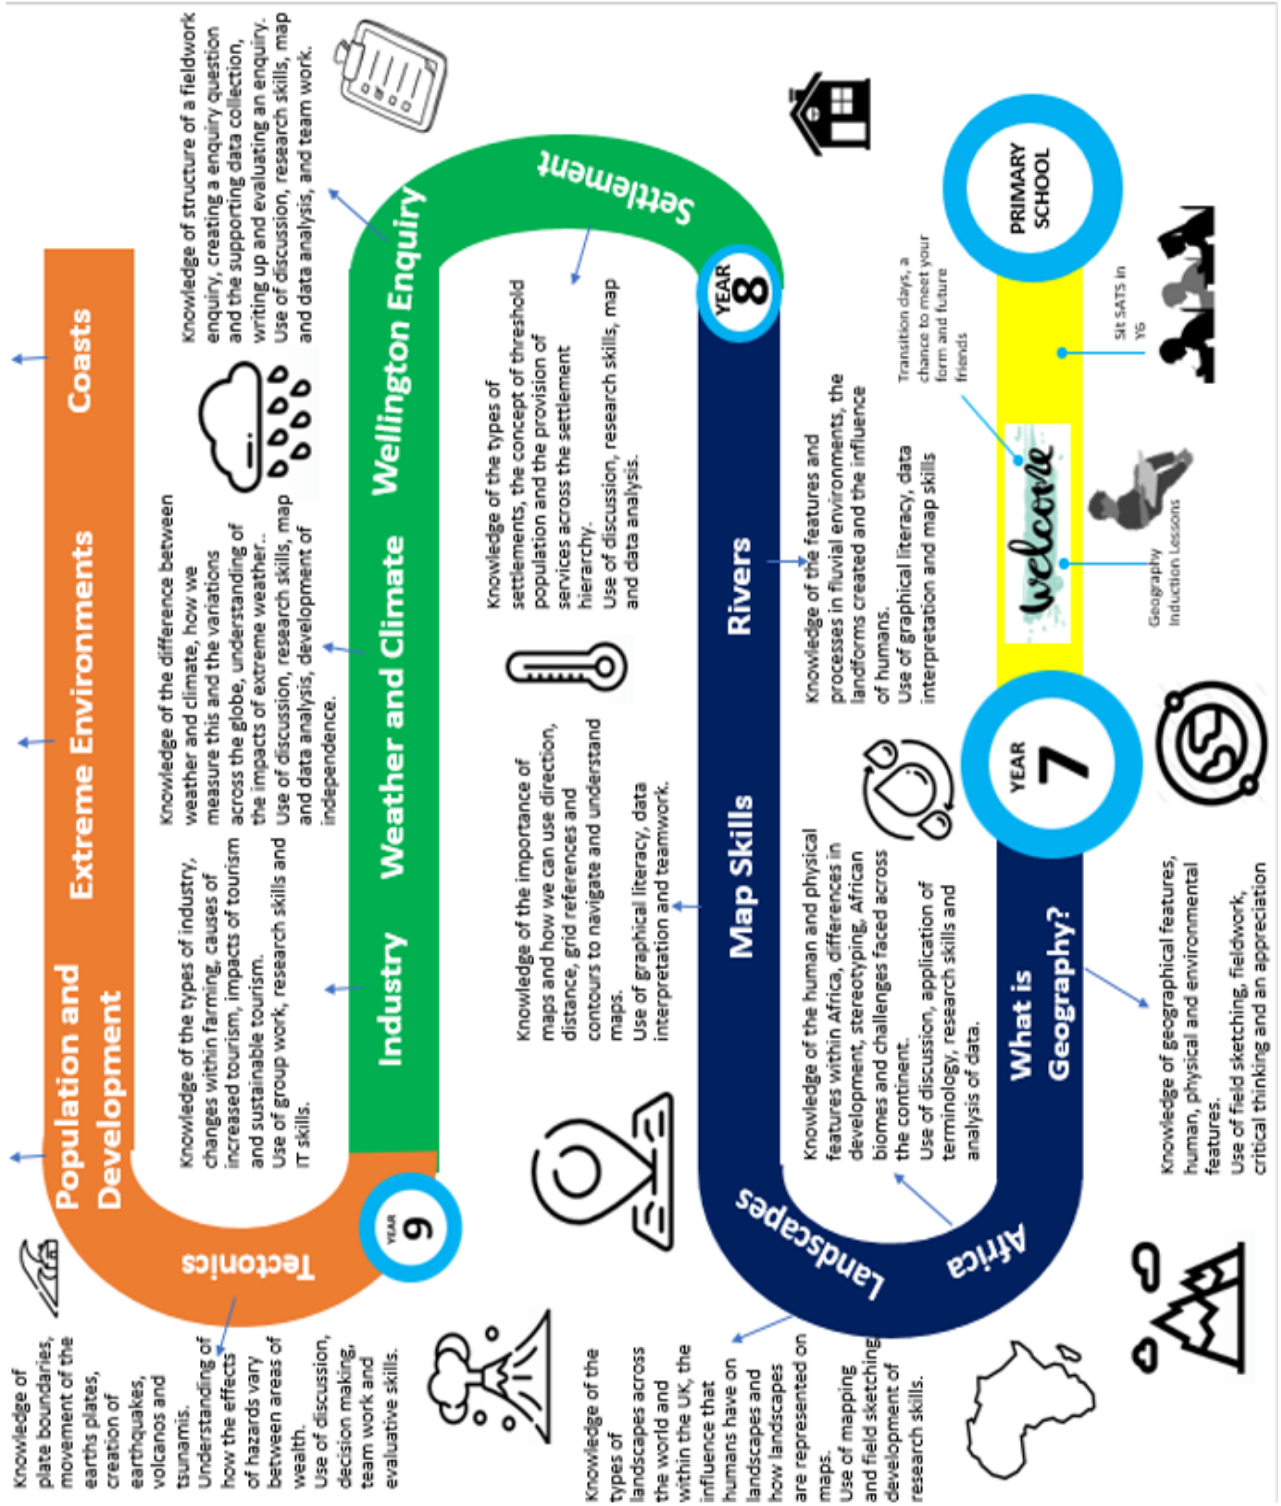 Knowledge of
plate boundaries,
movement of the
earths plates,
creation of
earthquakes,
volcanos and
tsunamis.
Understanding of
how the effects
of hazards vary
between areas of
wealth.
Use of discussion,
decision making,
team work and
evaluative skills.
Tectonics
Population and
Development
Extreme Environments
Coasts
YEAR
9
Knowledge of the types of industry,
changes within farming, causes of
increased tourism, impacts of tourism
and sustainable tourism.
Use of group work, research skills and
IT skills.
Knowledge of the difference between
weather and climate, how we
measure this and the variations
across the globe, understanding of
the impacts of extreme weather..
Use of discussion, research skills, map
and data analysis, development of
independence.
Knowledge of structure of a fieldwork
enquiry, creating a enquiry question
and the supporting data collection,
writing up and evaluating an enquiry.
Use of discussion, research skills, map
and data analysis, and team work.
Industry
Weather and Climate
Wellington Enquiry
Settlement
Knowledge of the types of
settlements, the concept of threshold
population and the provision of
services across the settlement
hierarchy.
Use of discussion, research skills, map
and data analysis.
Knowledge of the importance of
maps and how we can use direction,
distance, grid references and
contours to navigate and understand
maps.
Use of graphical literacy, data
interpretation and teamwork.
Knowledge of the
types of
landscapes across
the world and
within the UK, the
influence that
humans have on
landscapes and
how landscapes
are represented on
maps.
Use of mapping
and field sketching
development of
research skills.
Landscapes
Map Skills
Rivers
YEAR
8
Knowledge of the human and physical
features within Africa, differences in
development, stereotyping, African
biomes and challenges faced across
the continent.
Use of discussion, application of
terminology, research skills and
analysis of data.
Knowledge of the features and
processes in fluvial environments, the
landforms created and the influence
of humans.
Use of graphical literacy, data
interpretation and map skills
Transition days, a
chance to meet your
form and future
friends
Africa
What is
Geography?
YEAR
7
welcome
PRIMARY
SCHOOL
Sit SATS in
Y6
Geography
Induction Lessons
Knowledge of geographical features,
human, physical and environmental
features.
Use of field sketching, fieldwork,
critical thinking and an appreciation